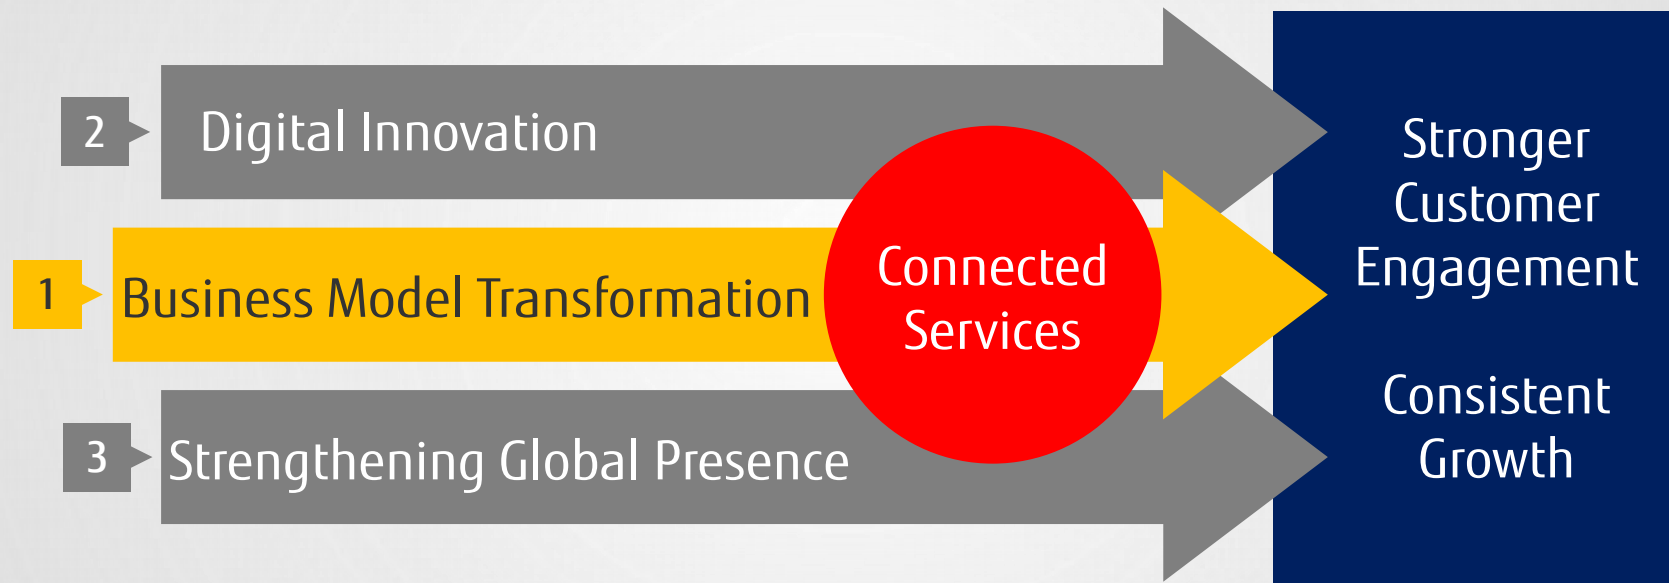 2
Digital Innovation
1
Business Model Transformation
3
Strengthening Global Presence
Connected
Services
Stronger
Customer
Engagement
Consistent
Growth